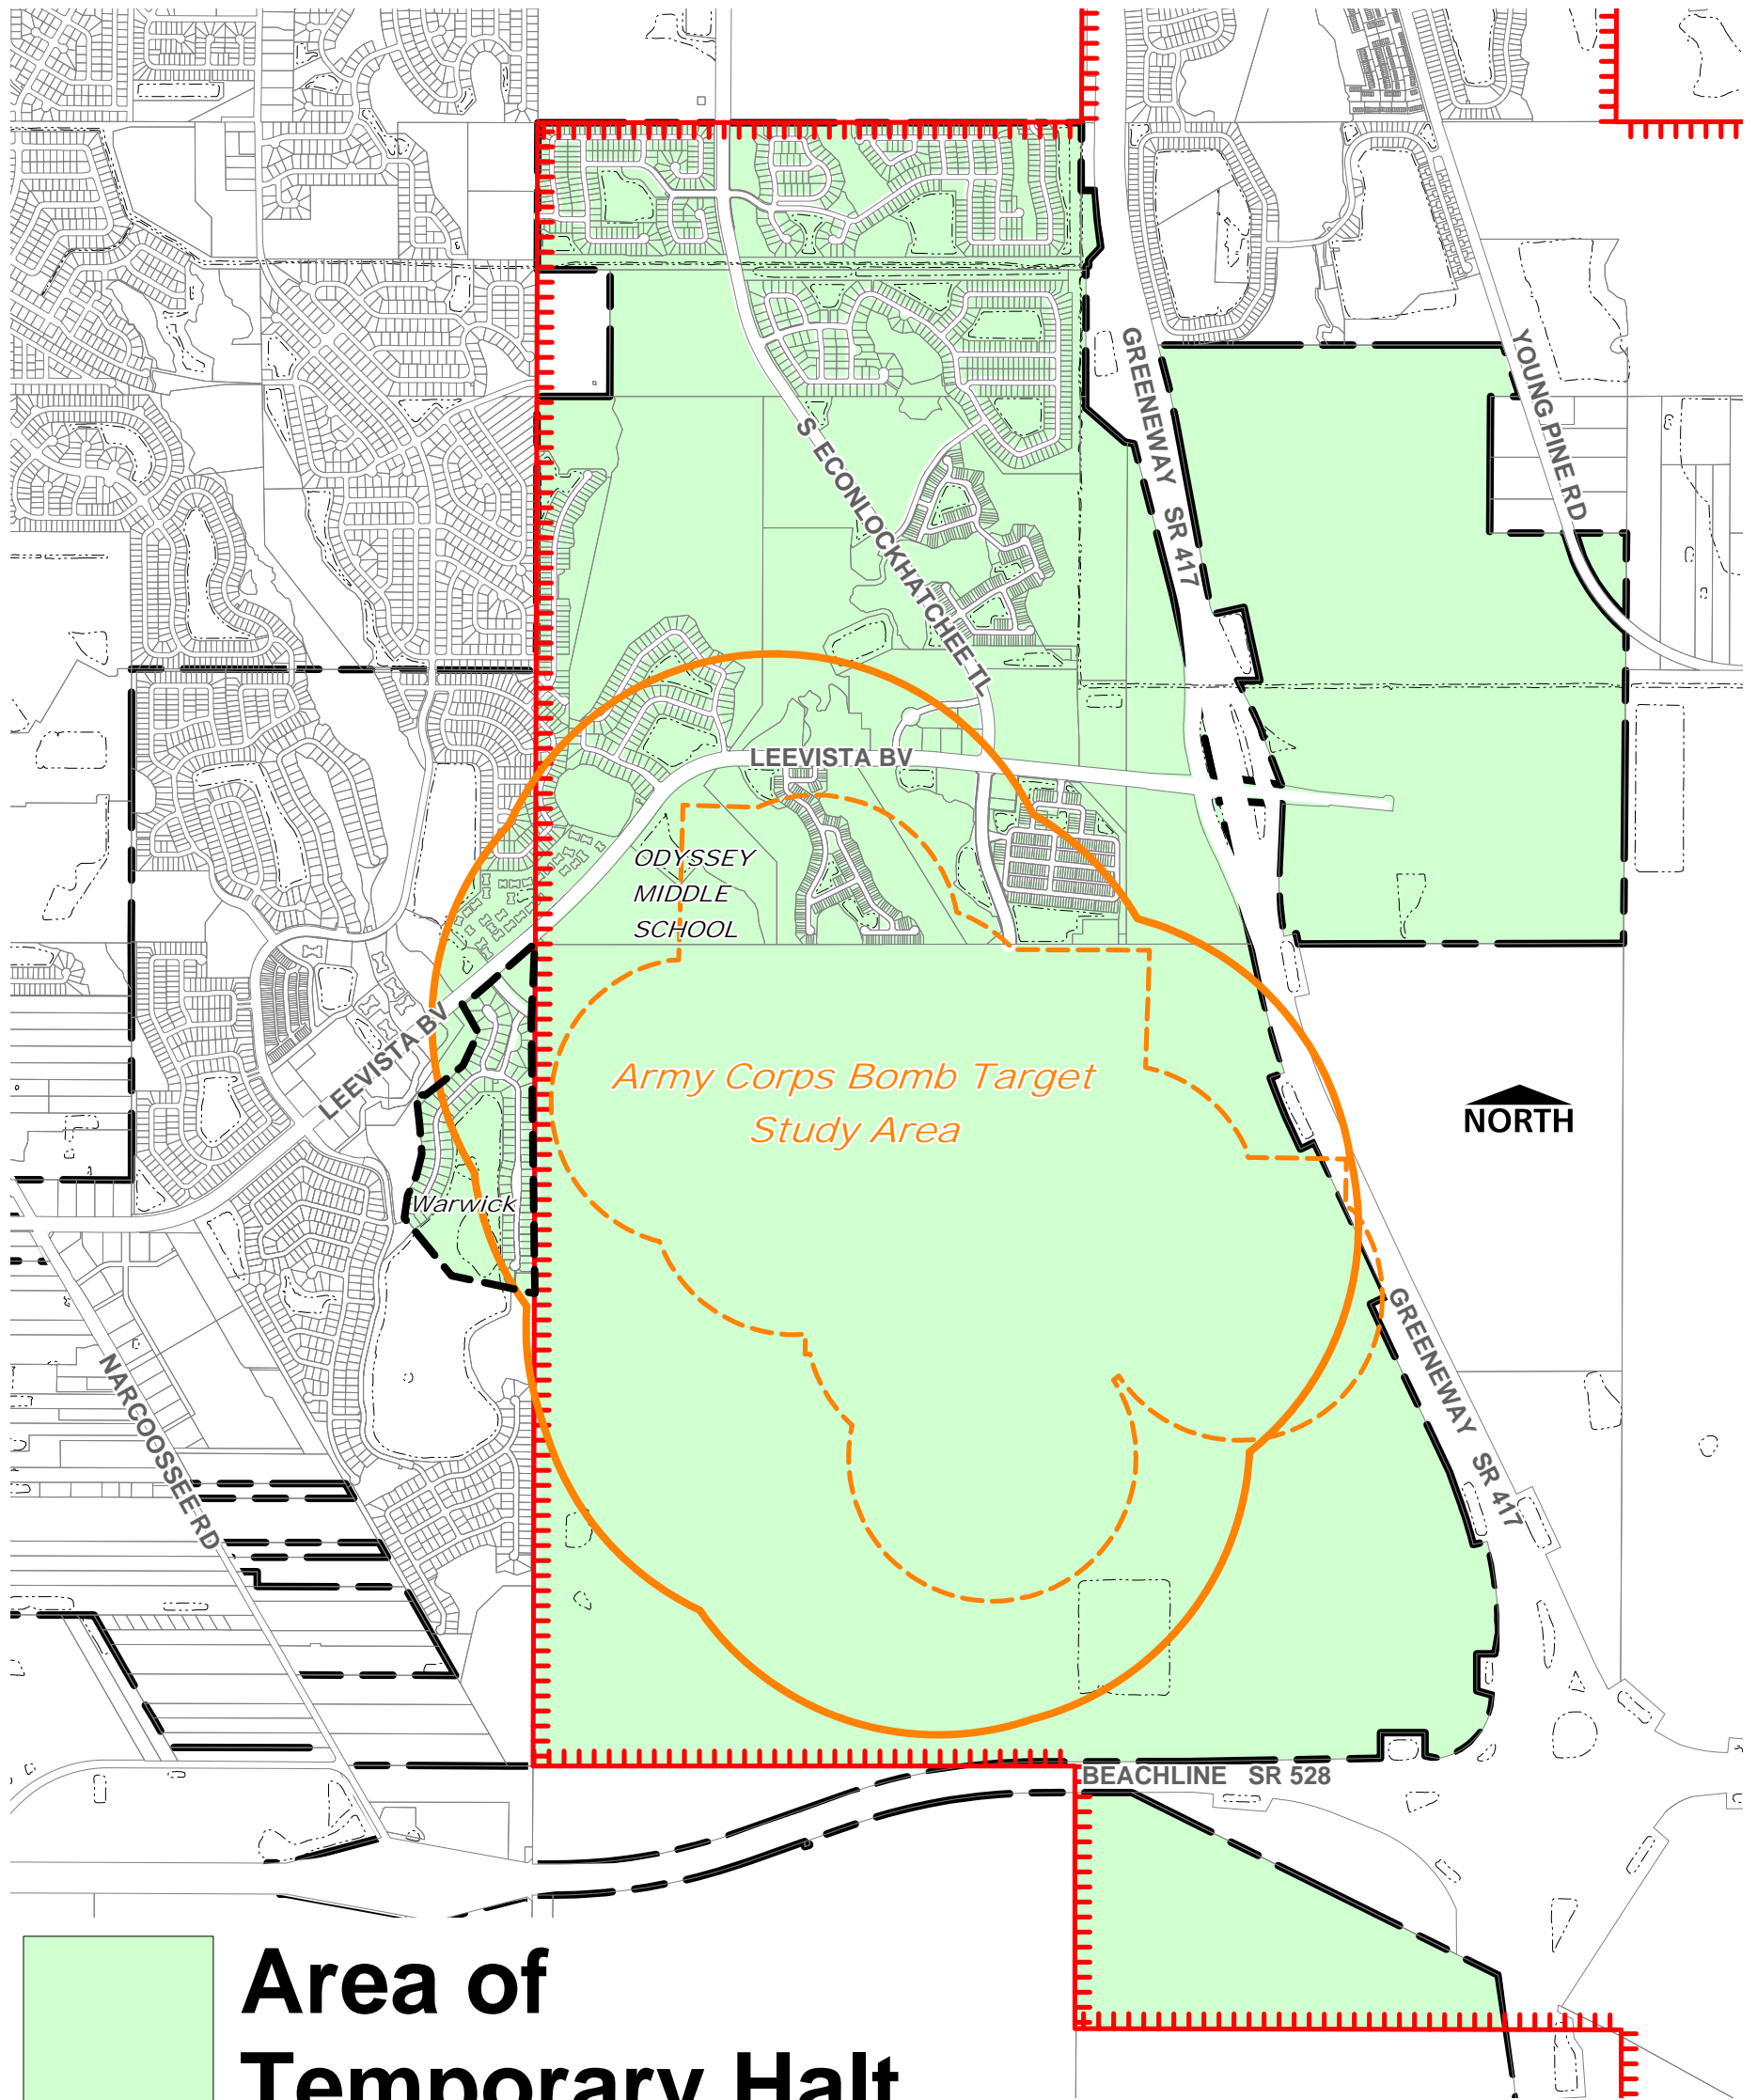 GREENEWAY SR 417
YOUNG PINE RD
S ECONLOCKHATCHEE TL
LEEVISTA BV
ODYSSEY
MIDDLE
SCHOOL
LEEVISTA BV
Army Corps Bomb Target
Study Area
NORTH
Warwick
GREENEWAY SR 417
NARCOOSSEE RD
BEACHLINE SR 528
Area of
Temporary Halt